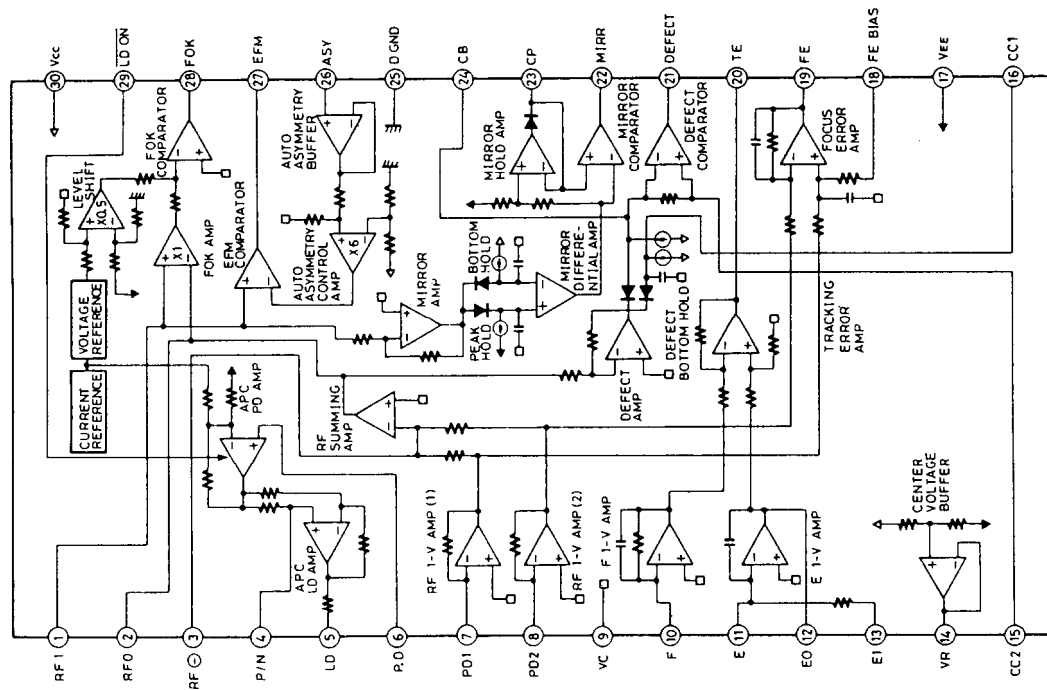 30 Vcc
29 LD ON
28 FOK
27 EFM
26 ASY
25 D GND
24 CB
23 CP
22 MIRR
21 DEFECT
20 TE
19 FE
18 FE BIAS
17 VEE
16 CC1
CURRENT
REFERENCE
VOLTAGE
REFERENCE
LEVEL
SHIFT
X0.5
FOK
COMPARATOR
X1
FOK AMP
EFM COMPARATOR
AUTO
ASYMMETRY
BUFFER
AUTO
ASYMMETRY
CONTROL
AMP
X6
MIRROR
AMP
PEAK
HOLD
BOTTOM
HOLD
MIRROR
DIFFERE-
NTIAL AMP
MIRROR
HOLD AMP
MIRROR
COMPARATOR
DEFECT
COMPARATOR
DEFECT
AMP
DEFECT
BOTTOM HOLD
TRACKING
ERROR
AMP
FOCUS
ERROR
AMP
APC
PD AMP
APC
LD AMP
RF
SUMMING
AMP
RF 1-V AMP (1)
RF 1-V AMP (2)
F 1-V AMP
E 1-V AMP
CENTER
VOLTAGE
BUFFER
RF I 1
RFO 2
RF ⊖ 3
P/N 4
LD 5
P.D 6
PD1 7
PD2 8
VC 9
F 10
E 11
EO 12
EI 13
VR 14
CC2 15